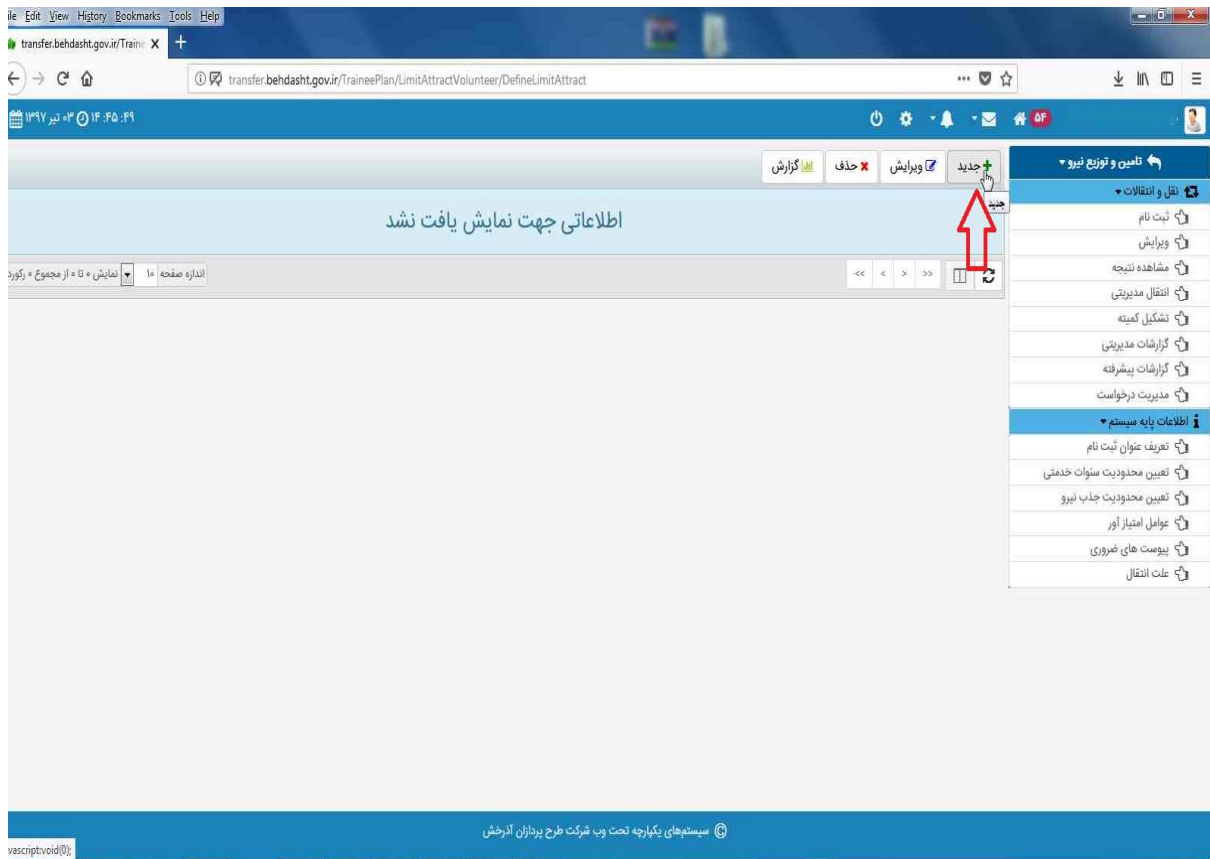 ile Edit View History Bookmarks Tools Help
transfer.behdasht.gov.ir/Traine X +
transfer.behdasht.gov.ir/TraineePlan/LimitAttractVolunteer/DefineLimitAttract
۵۴
۰۳ تیر ۱۳۹۷ ۱۴:۴۵:۴۹
تامین و توزیع نیرو
نقل و انتقالات
ثبت نام
ویرایش
مشاهده نتیجه
انتقال مدیریتی
تشکیل کمیته
گزارشات مدیریتی
گزارشات پیشرفته
مدیریت درخواست
اطلاعات پایه سیستم
تعریف عنوان ثبت نام
تعیین محدودیت سنوات خدمتی
تعیین محدودیت جذب نیرو
عوامل امتیاز آور
پیوست های ضروری
علت انتقال
جدید ویرایش حذف گزارش
جدید
اطلاعاتی جهت نمایش یافت نشد
<< < > >>
اندازه صفحه ۱۰ نمایش ۰ تا ۰ از مجموع ۰ رکورد
© سیستم‌های یکپارچه تحت وب شرکت طرح پردازان آذرخش
vascript:void(0);